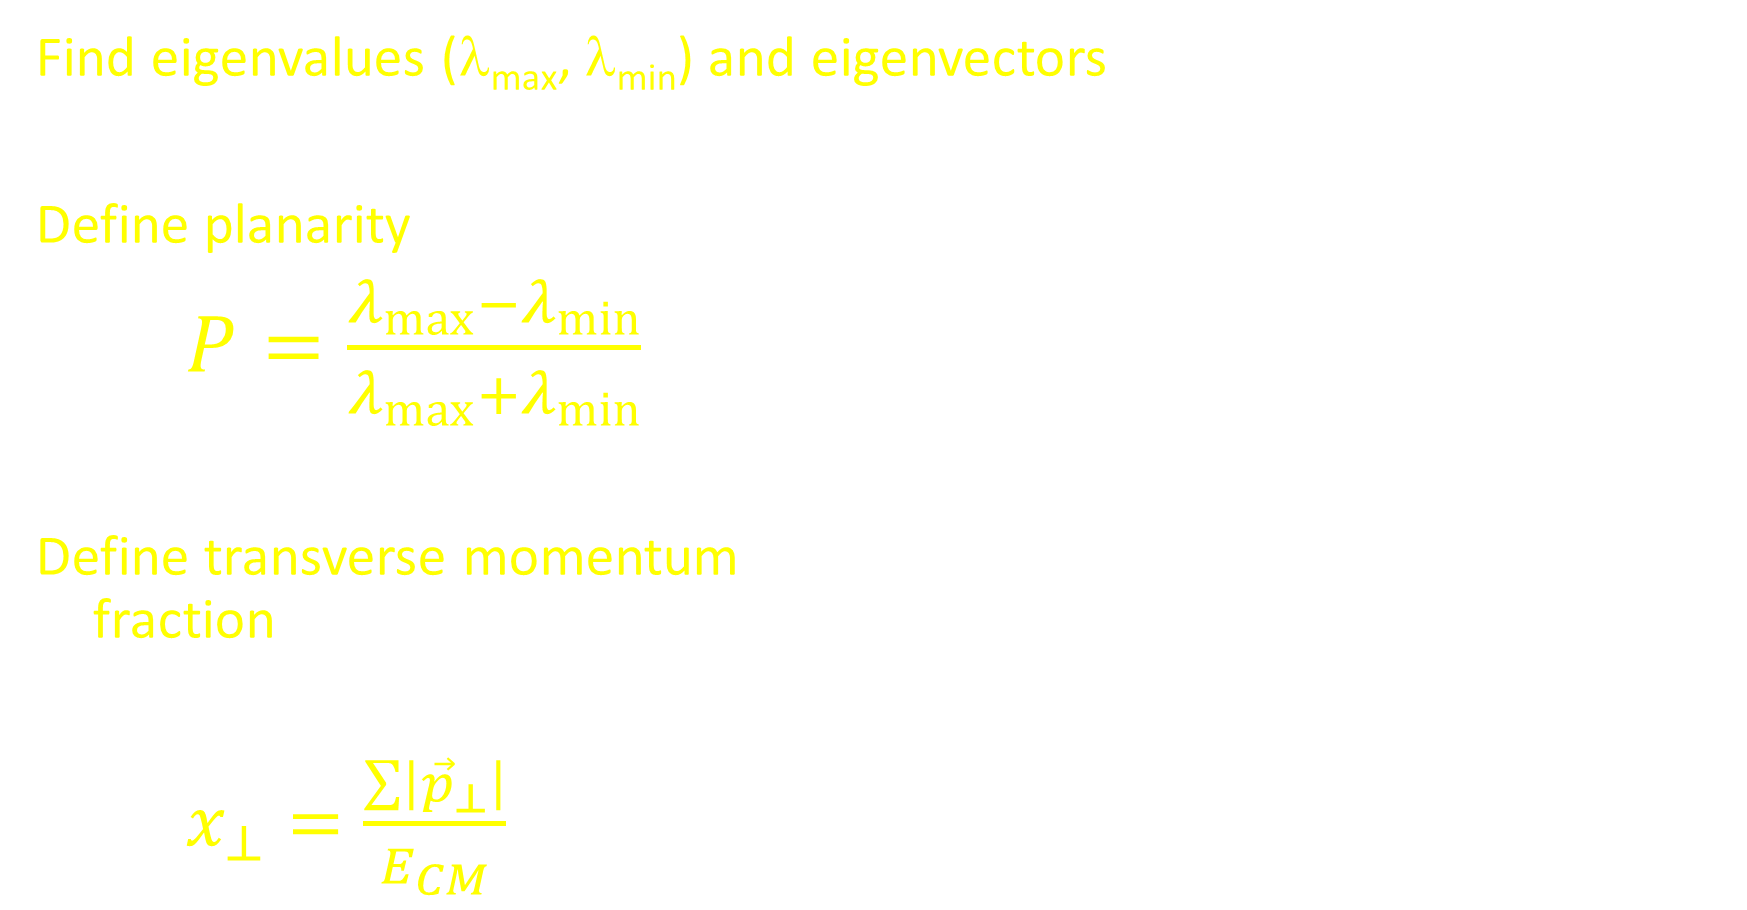 Find eigenvalues (λmax, λmin) and eigenvectors
Define planarity
P = (λmax−λmin)/(λmax+λmin)
Define transverse momentum
fraction
x⊥ = ∑|p⃗⊥|/ECM